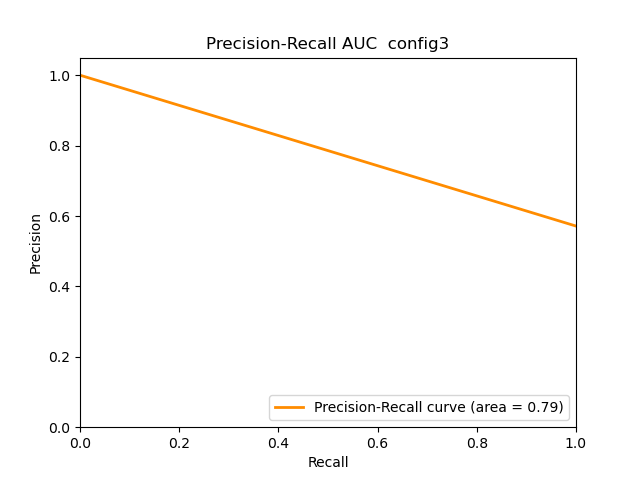 Precision-Recall AUC  config3
1.0
0.8
0.6
0.4
0.2
0.0
Precision
Precision-Recall curve (area = 0.79)
0.0 0.2 0.4 0.6 0.8 1.0
Recall